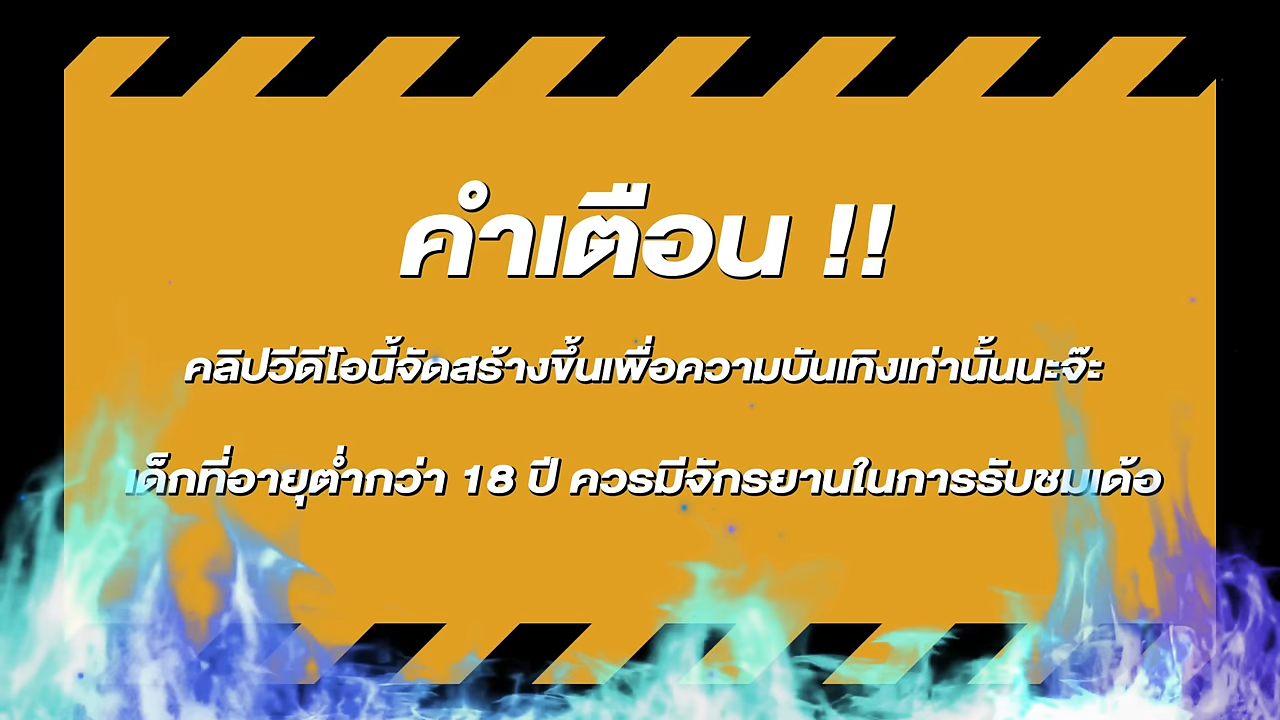 คำเตือน !!
คลิปวีดีโอนี้จัดสร้างขึ้นเพื่อความบันเทิงเท่านั้นนะจ๊ะ
เด็กที่อายุต่ำกว่า 18 ปี ควรมีจักรยานในการรับชมเด้อ